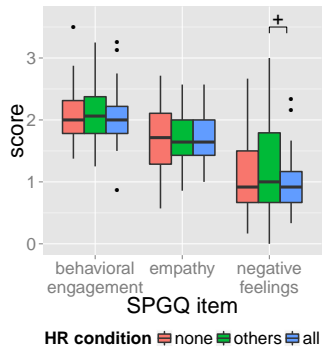 +
3
2
1
0
score
behavioral engagement
empathy
negative feelings
SPGQ item
HR condition none others all